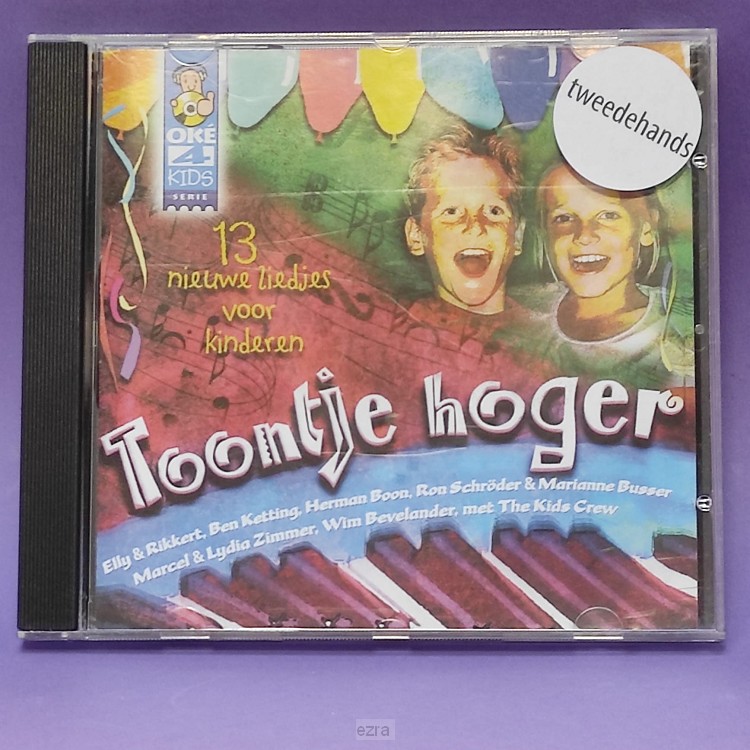 tweedehands
OKE
4
KIDS
SERIE
13
nieuwe liedjes
voor
kinderen
Toontje hoger
Elly & Rikkert, Ben Ketting, Herman Boon, Ron Schröder & Marianne Busser
Marcel & Lydia Zimmer, Wim Bevelander, met The Kids Crew
ezra